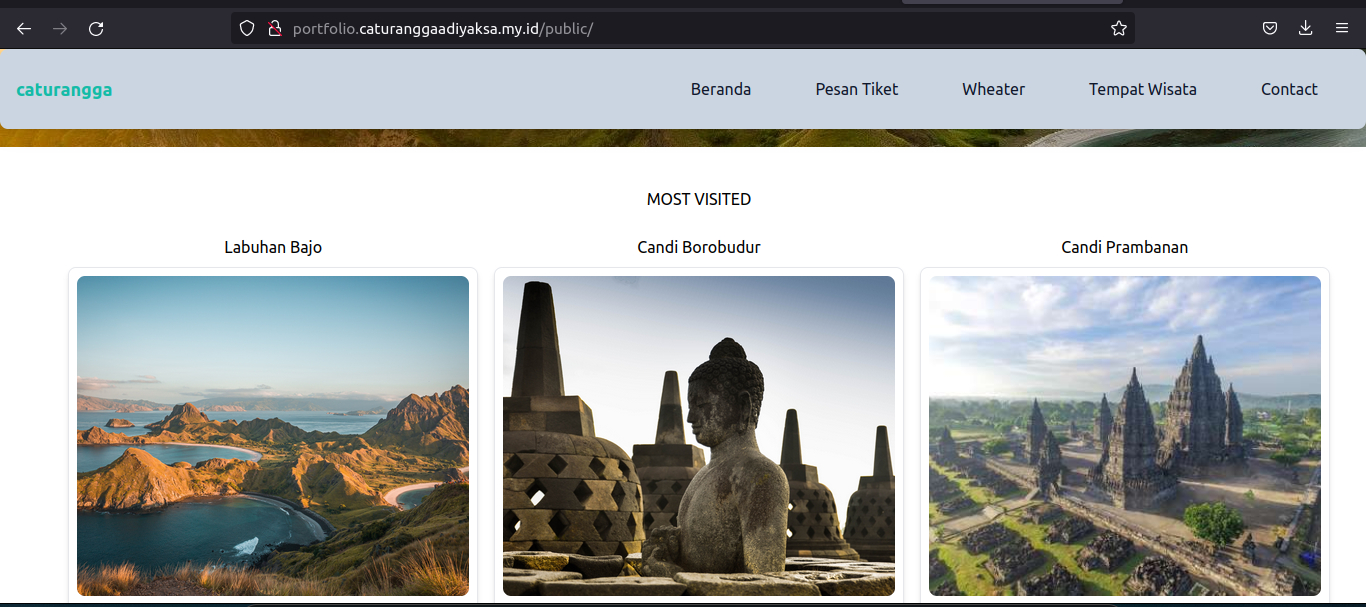 portfolio.caturanggaadiyaksa.my.id/public/
caturangga Beranda Pesan Tiket Wheater Tempat Wisata Contact
MOST VISITED
Labuhan Bajo Candi Borobudur Candi Prambanan